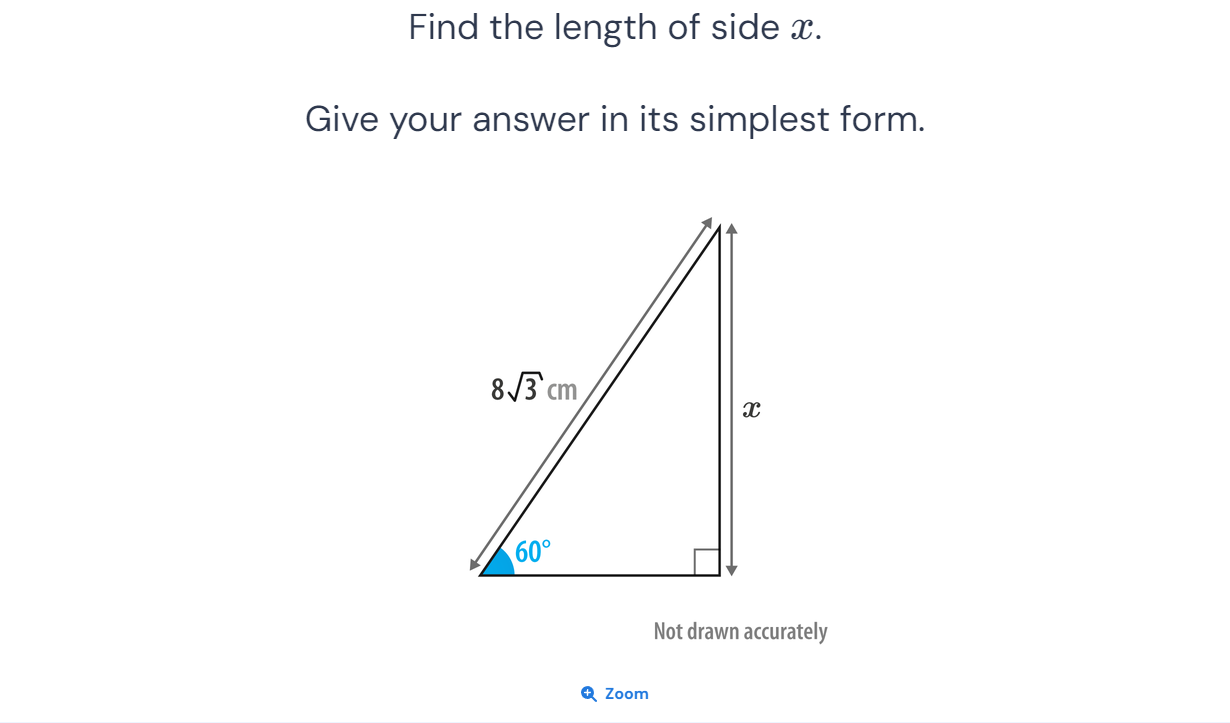 Find the length of side x.
Give your answer in its simplest form.
8√3 cm
x
60°
Not drawn accurately
Zoom